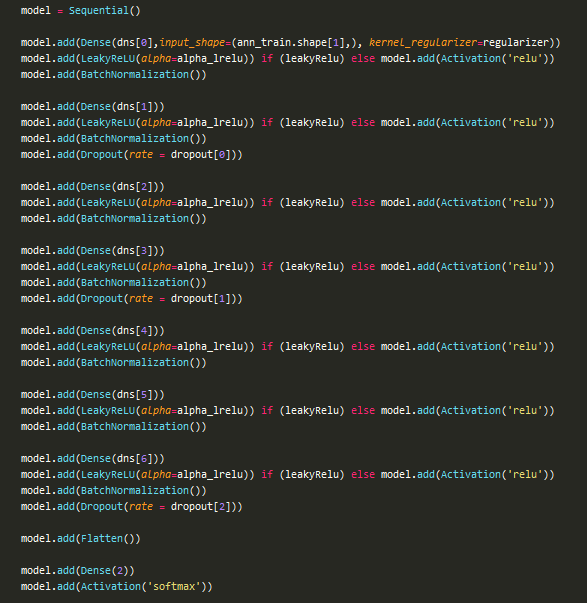 model = Sequential()
model.add(Dense(dns[0],input_shape=(ann_train.shape[1],), kernel_regularizer=regularizer))
model.add(LeakyReLU(alpha=alpha_lrelu)) if (leakyRelu) else model.add(Activation('relu'))
model.add(BatchNormalization())
model.add(Dense(dns[1]))
model.add(LeakyReLU(alpha=alpha_lrelu)) if (leakyRelu) else model.add(Activation('relu'))
model.add(BatchNormalization())
model.add(Dropout(rate = dropout[0]))
model.add(Dense(dns[2]))
model.add(LeakyReLU(alpha=alpha_lrelu)) if (leakyRelu) else model.add(Activation('relu'))
model.add(BatchNormalization())
model.add(Dense(dns[3]))
model.add(LeakyReLU(alpha=alpha_lrelu)) if (leakyRelu) else model.add(Activation('relu'))
model.add(BatchNormalization())
model.add(Dropout(rate = dropout[1]))
model.add(Dense(dns[4]))
model.add(LeakyReLU(alpha=alpha_lrelu)) if (leakyRelu) else model.add(Activation('relu'))
model.add(BatchNormalization())
model.add(Dense(dns[5]))
model.add(LeakyReLU(alpha=alpha_lrelu)) if (leakyRelu) else model.add(Activation('relu'))
model.add(BatchNormalization())
model.add(Dense(dns[6]))
model.add(LeakyReLU(alpha=alpha_lrelu)) if (leakyRelu) else model.add(Activation('relu'))
model.add(BatchNormalization())
model.add(Dropout(rate = dropout[2]))
model.add(Flatten())
model.add(Dense(2))
model.add(Activation('softmax'))